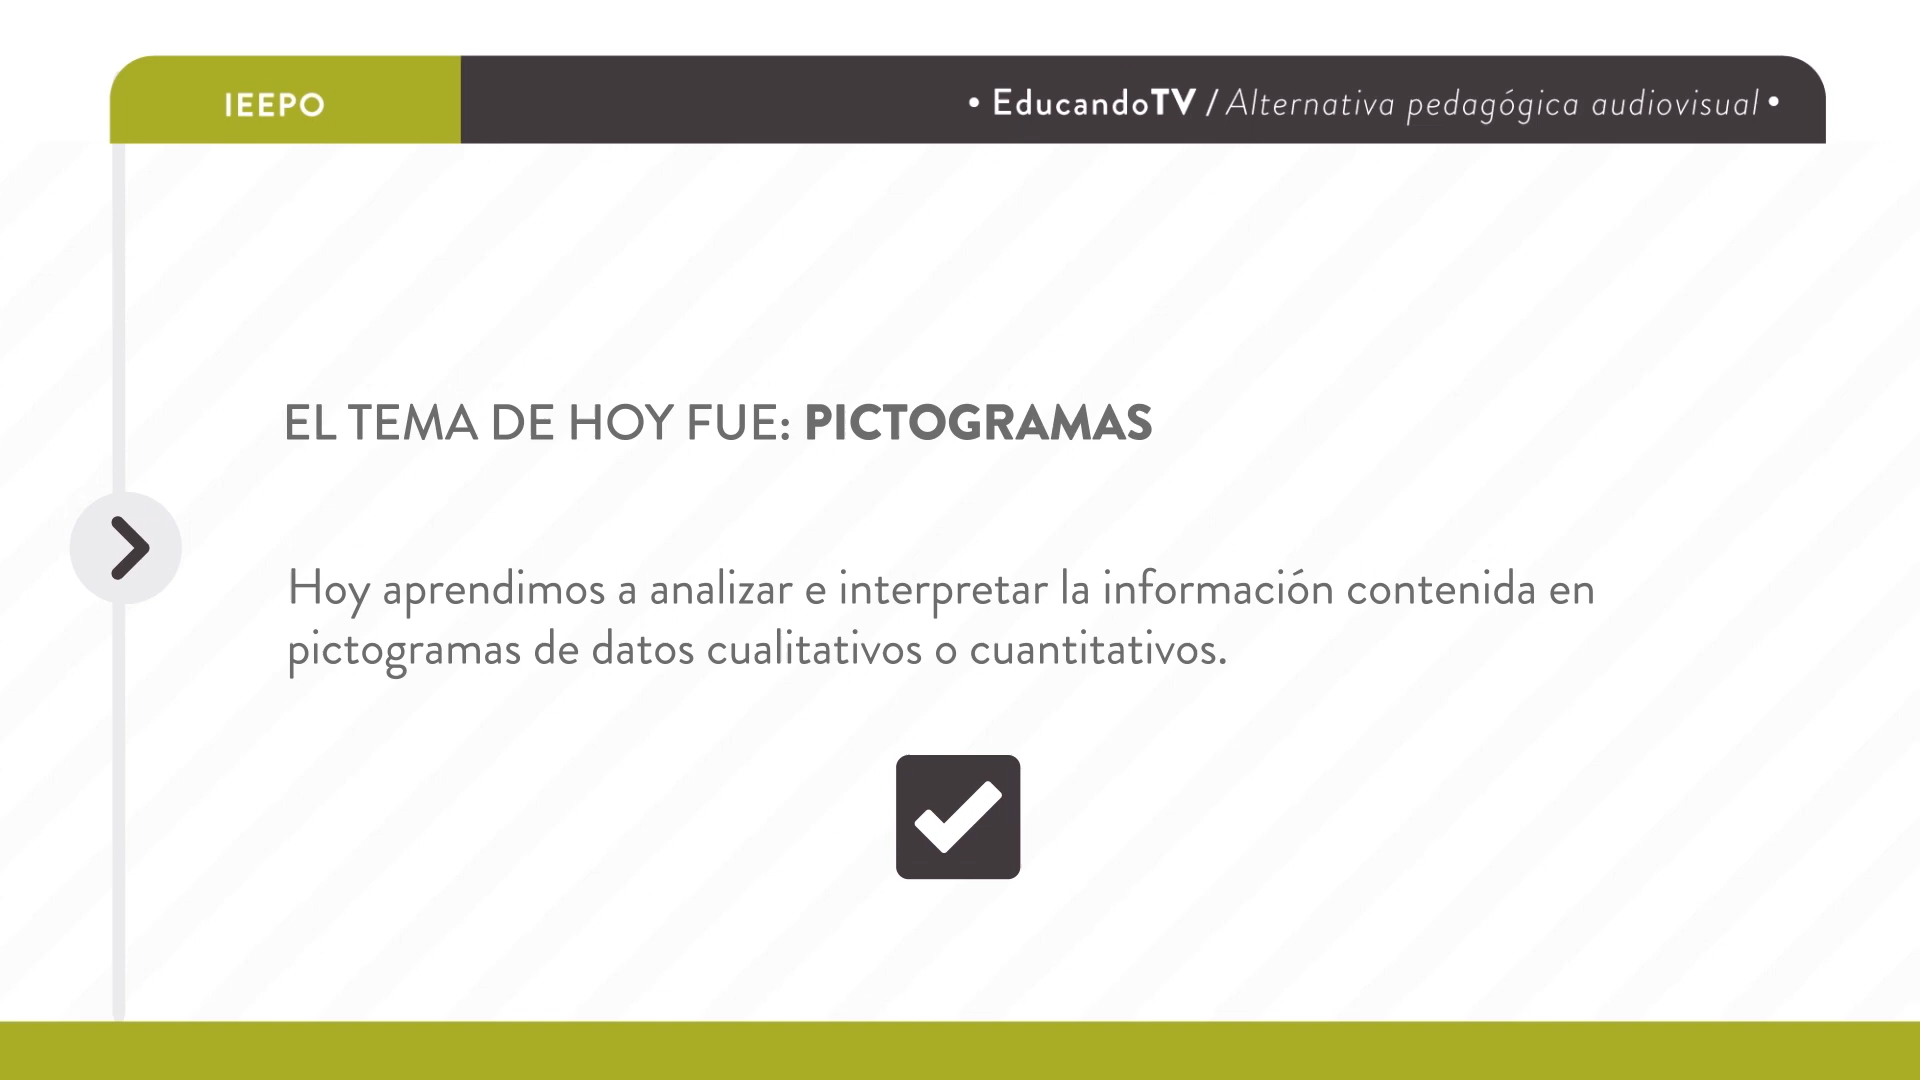 IEEPO
• EducandoTV / Alternativa pedagógica audiovisual •
EL TEMA DE HOY FUE: PICTOGRAMAS
Hoy aprendimos a analizar e interpretar la información contenida en
pictogramas de datos cualitativos o cuantitativos.